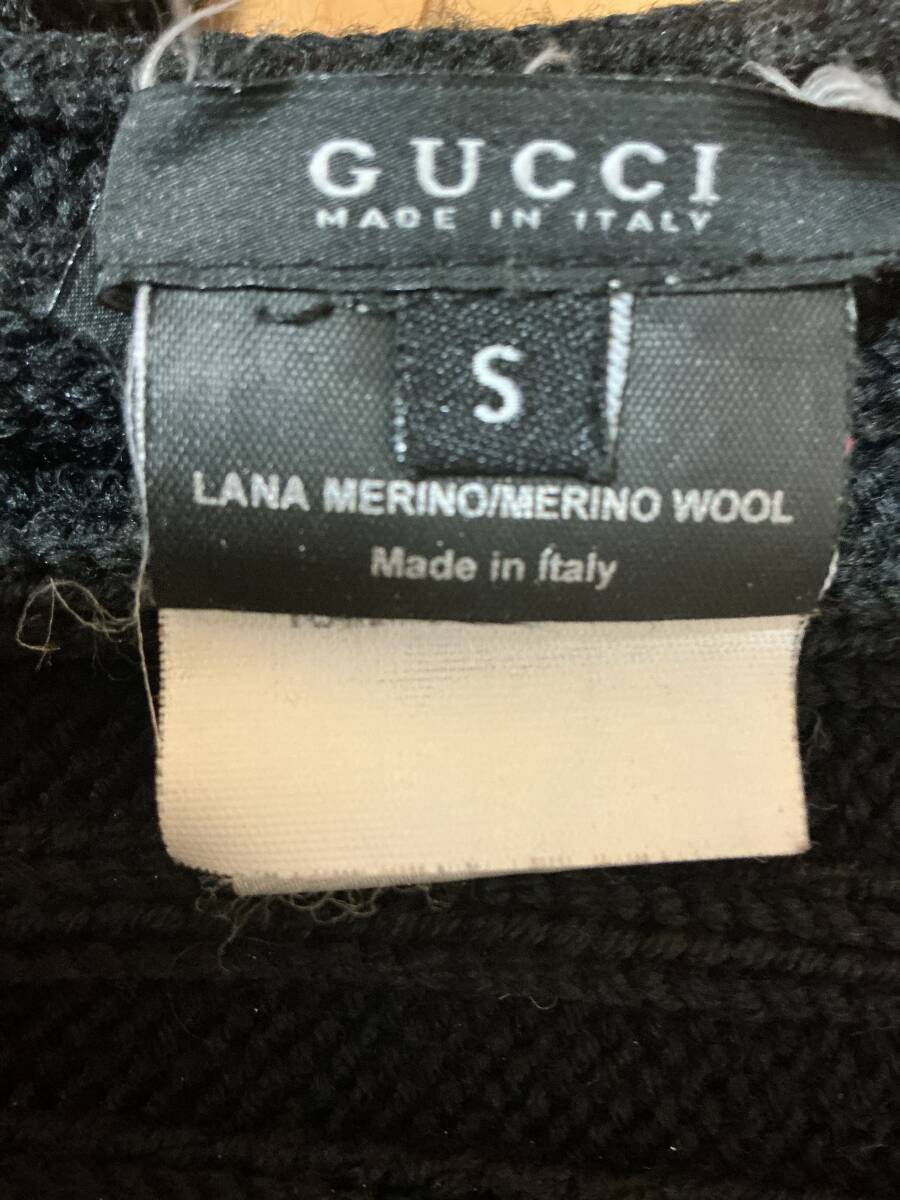 GUCCI
MADE IN ITALY
S
LANA MERINO/MERINO WOOL
Made in Italy